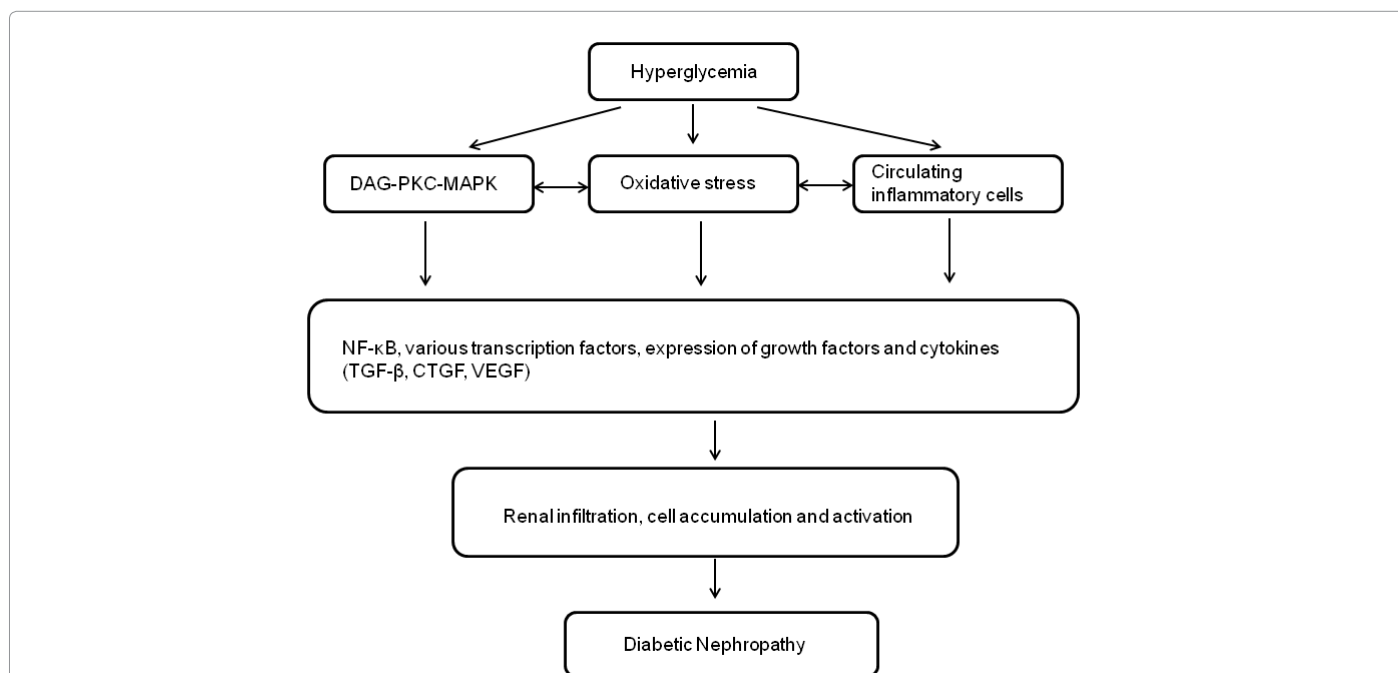 Hyperglycemia
DAG-PKC-MAPK
Oxidative stress
Circulating
inflammatory cells
NF-κB, various transcription factors, expression of growth factors and cytokines
(TGF-β, CTGF, VEGF)
Renal infiltration, cell accumulation and activation
Diabetic Nephropathy